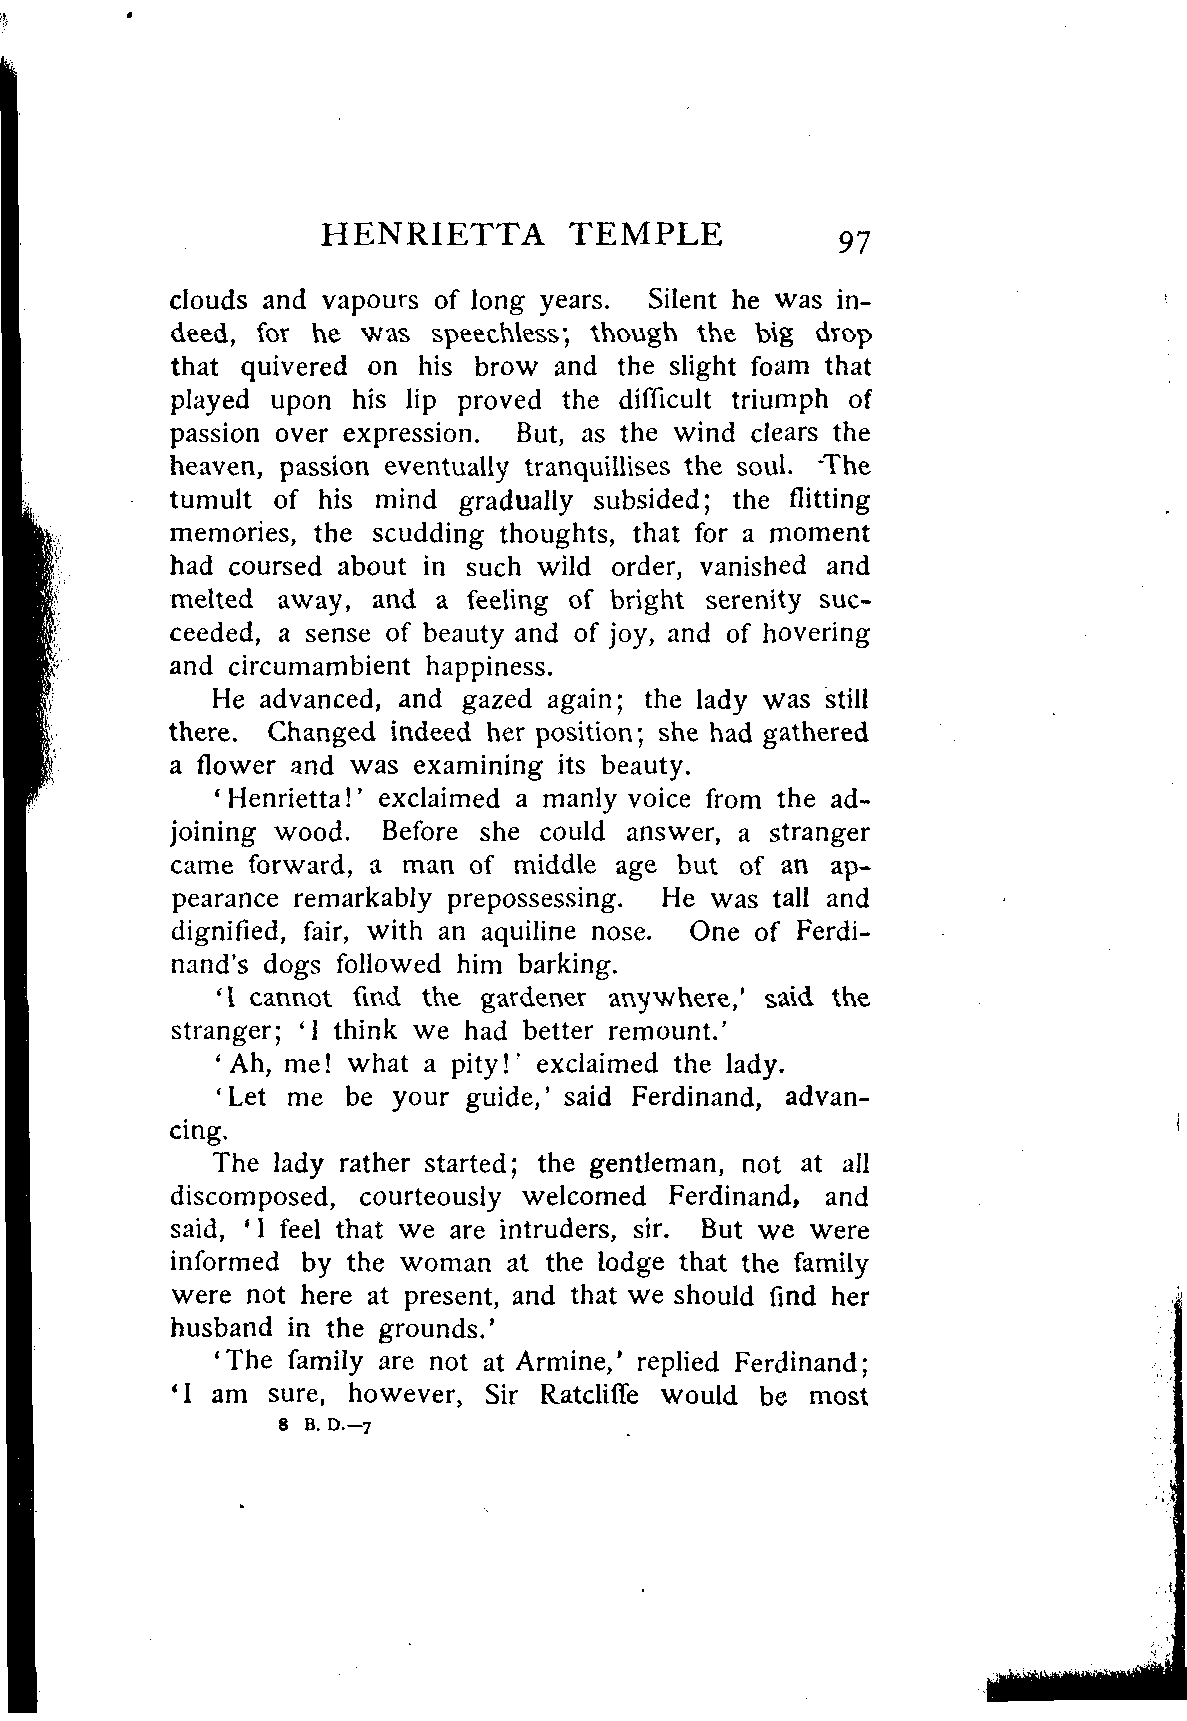 HENRIETTA TEMPLE 97
clouds and vapours of long years. Silent he was in-
deed, for he was speechless; though the big drop
that quivered on his brow and the slight foam that
played upon his lip proved the difficult triumph of
passion over expression. But, as the wind clears the
heaven, passion eventually tranquillises the soul. The
tumult of his mind gradually subsided; the flitting
memories, the scudding thoughts, that for a moment
had coursed about in such wild order, vanished and
melted away, and a feeling of bright serenity suc-
ceeded, a sense of beauty and of joy, and of hovering
and circumambient happiness.
He advanced, and gazed again; the lady was still
there. Changed indeed her position; she had gathered
a flower and was examining its beauty.
‘Henrietta!’ exclaimed a manly voice from the ad-
joining wood. Before she could answer, a stranger
came forward, a man of middle age but of an ap-
pearance remarkably prepossessing. He was tall and
dignified, fair, with an aquiline nose. One of Ferdi-
nand’s dogs followed him barking.
‘I cannot find the gardener anywhere,’ said the
stranger; ‘I think we had better remount.’
‘Ah, me! what a pity!’ exclaimed the lady.
‘Let me be your guide,’ said Ferdinand, advan-
cing.
The lady rather started; the gentleman, not at all
discomposed, courteously welcomed Ferdinand, and
said, ‘I feel that we are intruders, sir. But we were
informed by the woman at the lodge that the family
were not here at present, and that we should find her
husband in the grounds.’
‘The family are not at Armine,’ replied Ferdinand;
‘I am sure, however, Sir Ratcliffe would be most
8 B. D.—7